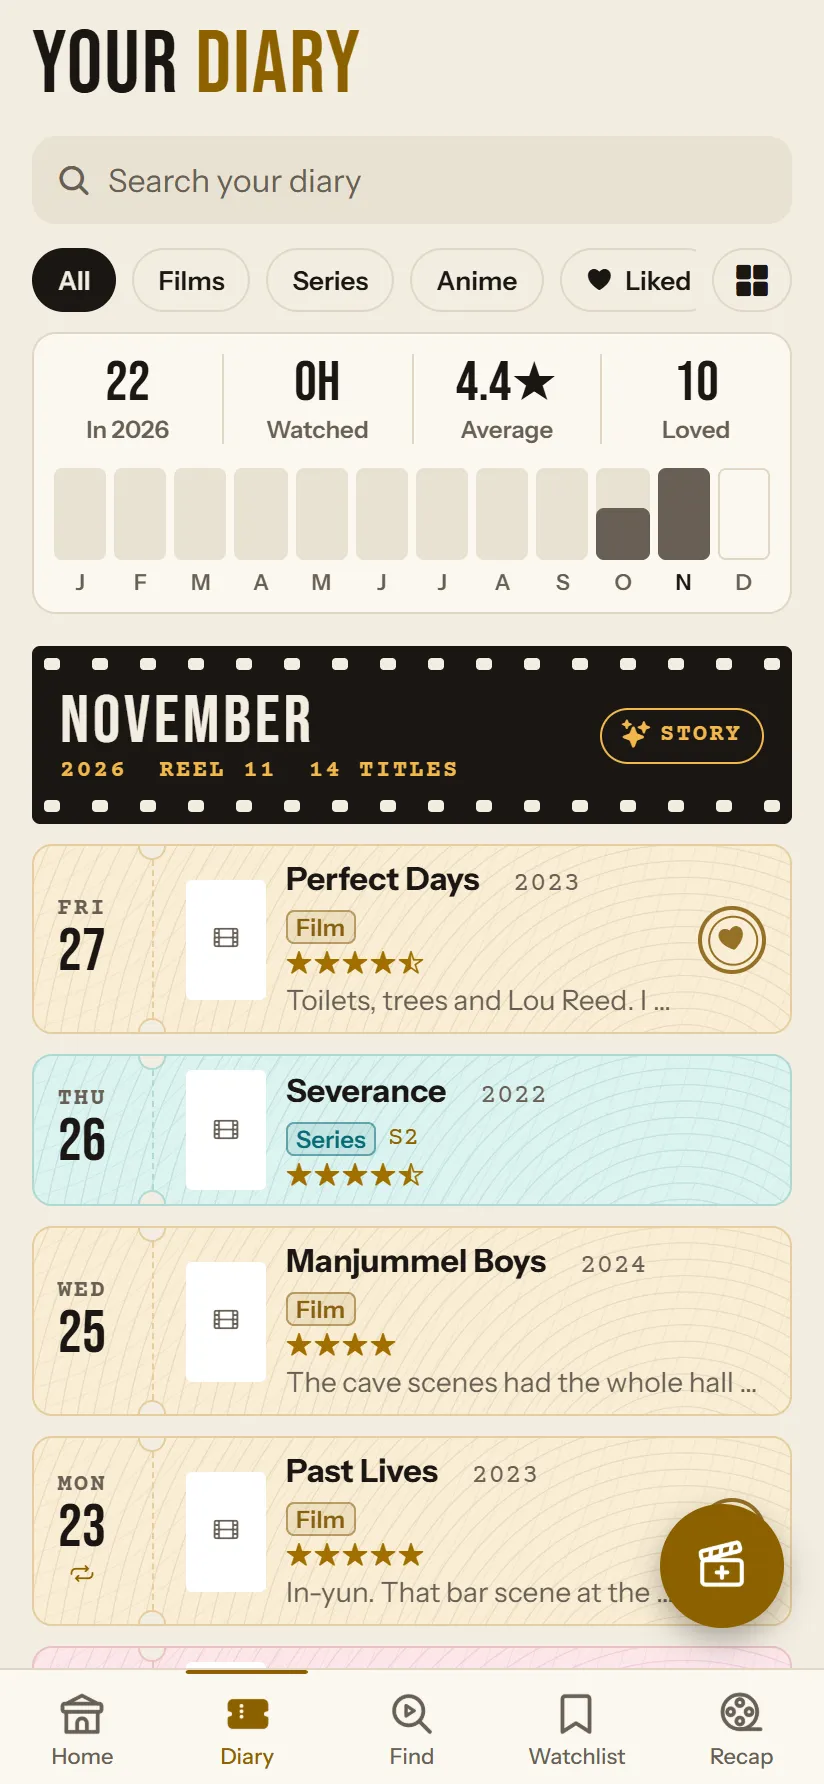 YOUR DIARY
Search your diary
All Films Series Anime Liked
22 0H 4.4★ 10
In 2026 Watched Average Loved
J F M A M J J A S O N D
NOVEMBER
STORY
2026 REEL 11 14 TITLES
Perfect Days 2023
FRI
27
Film
★★★★⯪
Toilets, trees and Lou Reed. I ...
Severance 2022
THU
26
Series S2
★★★★⯪
Manjummel Boys 2024
WED
25
Film
★★★★
The cave scenes had the whole hall ...
Past Lives 2023
MON
23
Film
★★★★★
In-yun. That bar scene at the ...
Home Diary Find Watchlist Recap